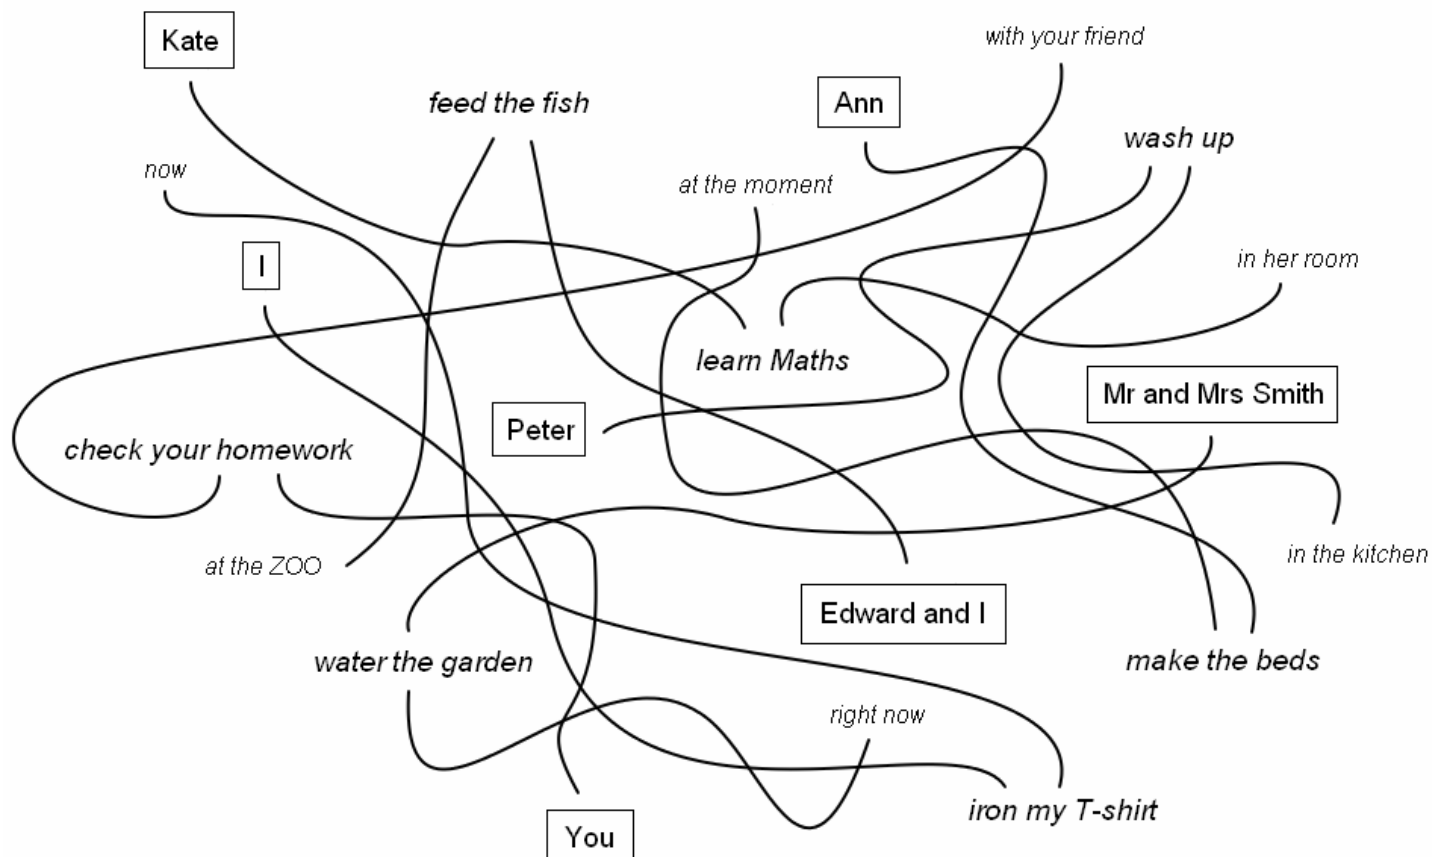 Kate
with your friend
feed the fish
Ann
wash up
now
at the moment
I
in her room
learn Maths
Mr and Mrs Smith
Peter
check your homework
in the kitchen
at the ZOO
Edward and I
water the garden
make the beds
right now
iron my T-shirt
You